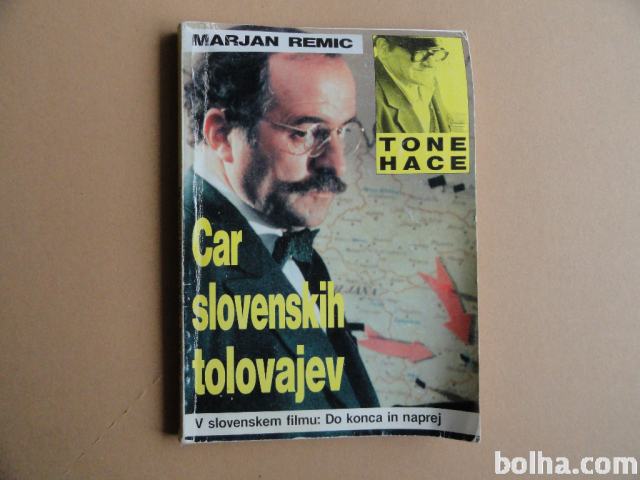 MARJAN REMIC
TONE
HACE
Car
slovenskih
tolovajev
V slovenskem filmu: Do konca in naprej
bolha.com